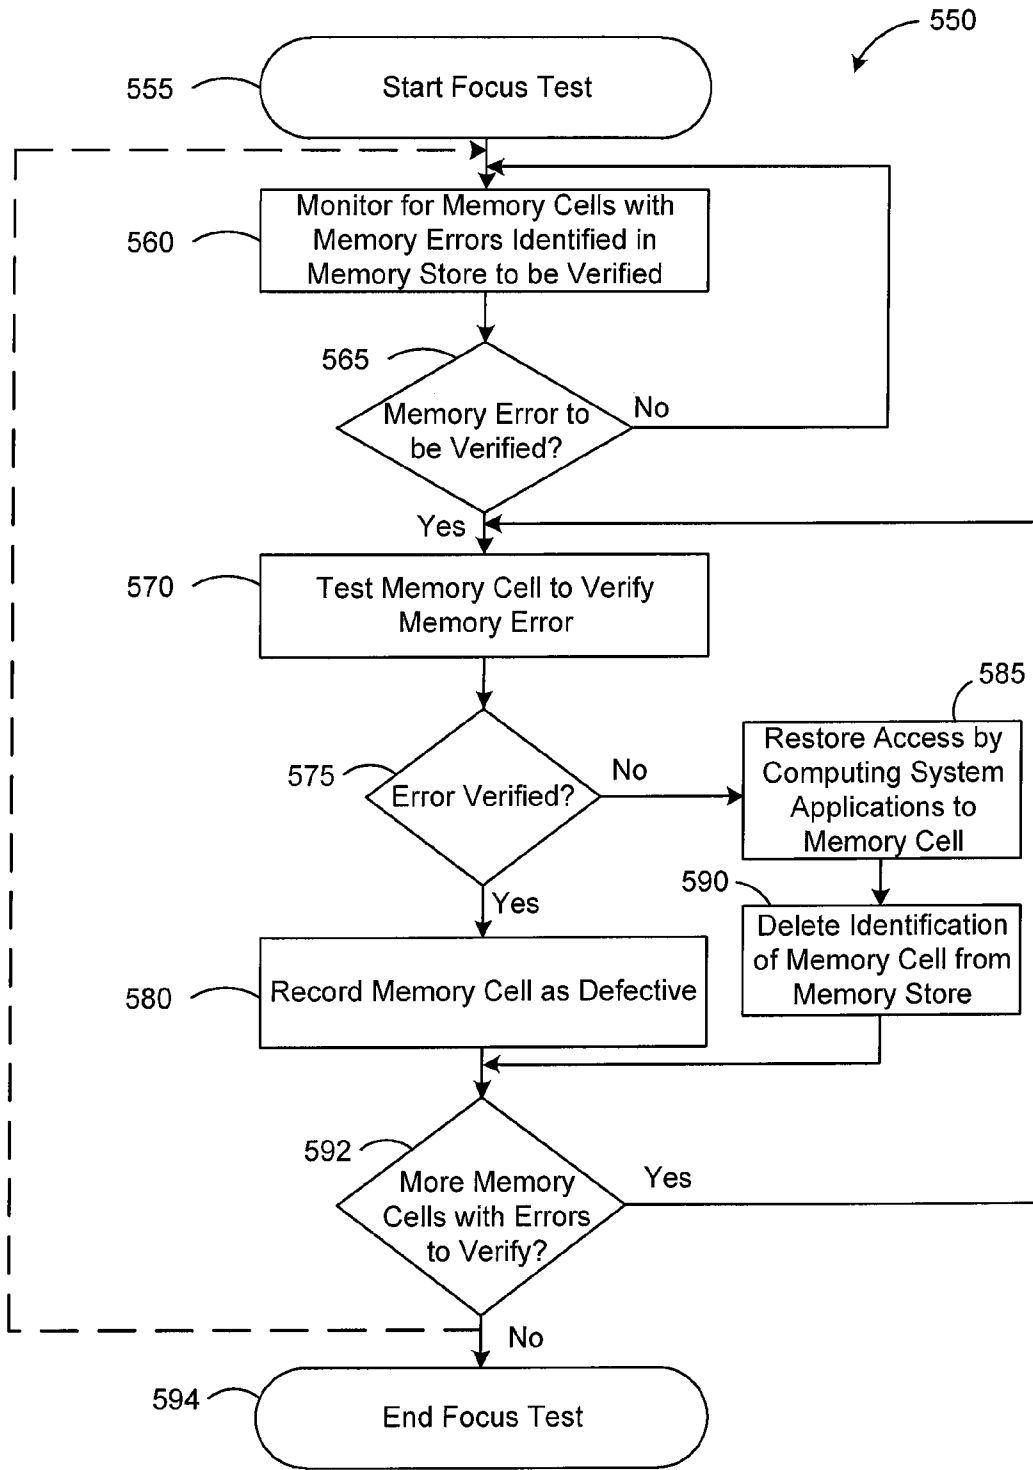 550
555
Start Focus Test
560
Monitor for Memory Cells with
Memory Errors Identified in
Memory Store to be Verified
565
Memory Error to
be Verified?
No
Yes
570
Test Memory Cell to Verify
Memory Error
575
Error Verified?
No
585
Restore Access by
Computing System
Applications to
Memory Cell
Yes
590
Delete Identification
of Memory Cell from
Memory Store
580
Record Memory Cell as Defective
592
More Memory
Cells with Errors
to Verify?
Yes
No
594
End Focus Test